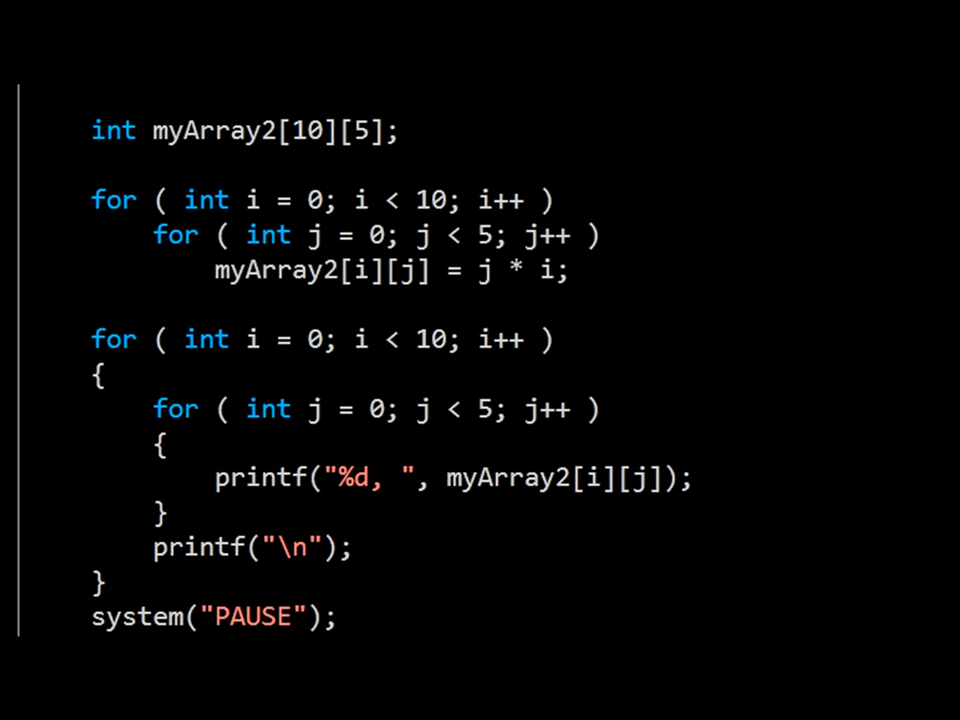 int myArray2[10][5];
for ( int i = 0; i < 10; i++ )
for ( int j = 0; j < 5; j++ )
myArray2[i][j] = j * i;
for ( int i = 0; i < 10; i++ )
{
for ( int j = 0; j < 5; j++ )
{
printf("%d, ", myArray2[i][j]);
}
printf("\n");
}
system("PAUSE");